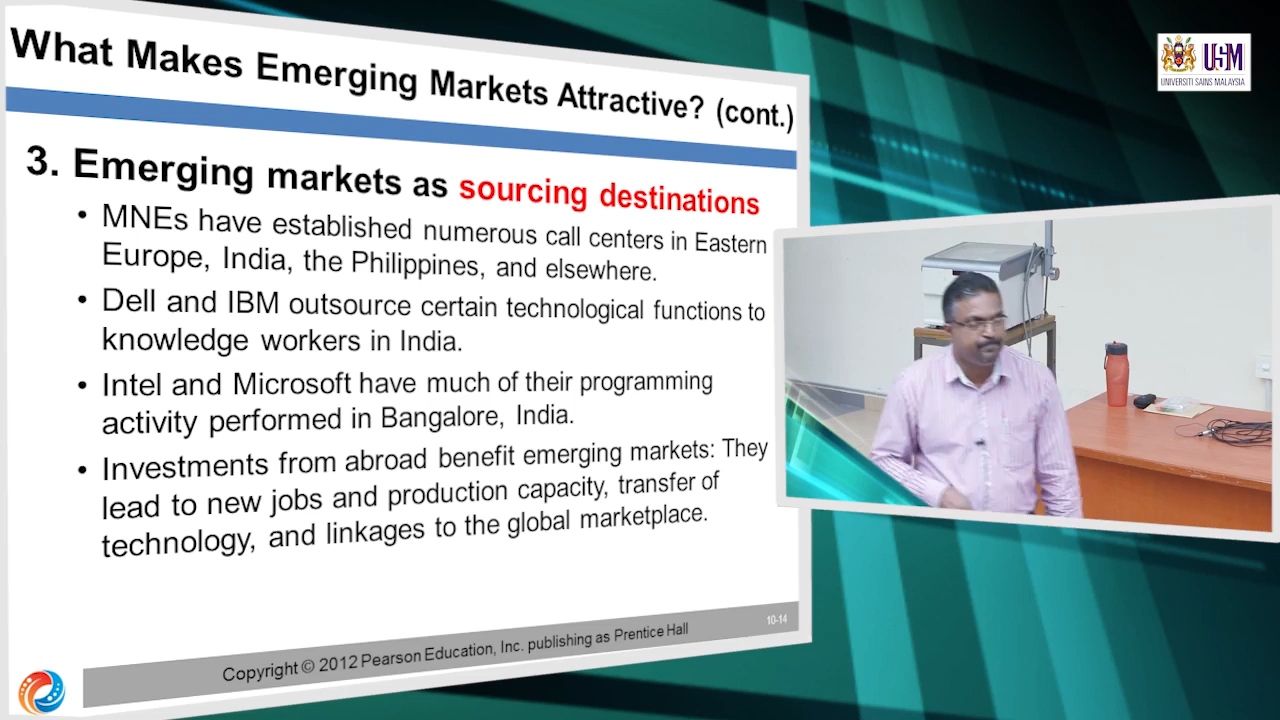 What Makes Emerging Markets Attractive? (cont.)
3. Emerging markets as sourcing destinations
• MNEs have established numerous call centers in Eastern
Europe, India, the Philippines, and elsewhere.
• Dell and IBM outsource certain technological functions to
knowledge workers in India.
• Intel and Microsoft have much of their programming
activity performed in Bangalore, India.
• Investments from abroad benefit emerging markets: They
lead to new jobs and production capacity, transfer of
technology, and linkages to the global marketplace.
Copyright © 2012 Pearson Education, Inc. publishing as Prentice Hall
10-14
USM
UNIVERSITI SAINS MALAYSIA